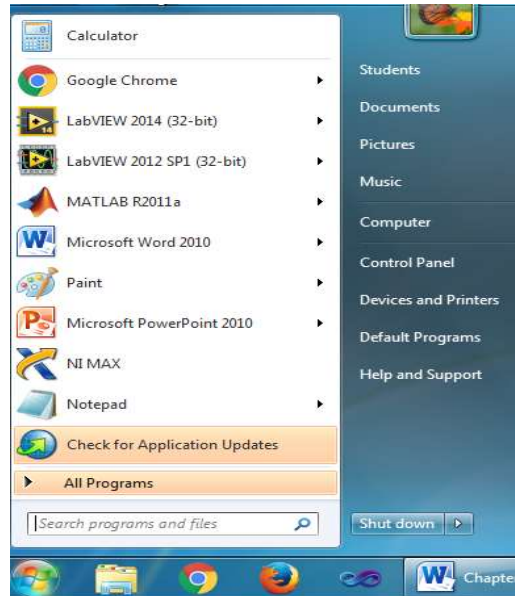 Calculator
Google Chrome
LabVIEW 2014 (32-bit)
LabVIEW 2012 SP1 (32-bit)
MATLAB R2011a
Microsoft Word 2010
Paint
Microsoft PowerPoint 2010
NI MAX
Notepad
Check for Application Updates
All Programs
Search programs and files
Students
Documents
Pictures
Music
Computer
Control Panel
Devices and Printers
Default Programs
Help and Support
Shut down
Chapte